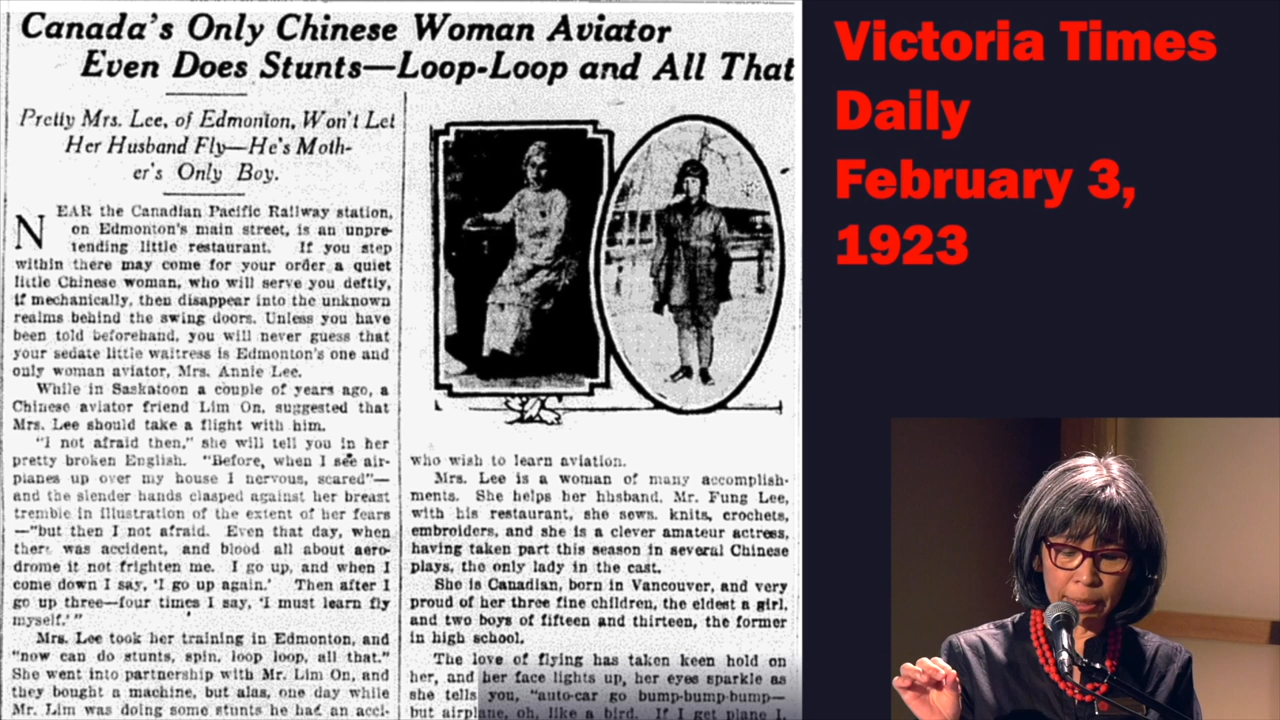 Canada's Only Chinese Woman Aviator
Even Does Stunts—Loop-Loop and All That
Pretty Mrs. Lee, of Edmonton, Won't Let
Her Husband Fly—He's Moth-
er's Only Boy.
NEAR the Canadian Pacific Railway station,
on Edmonton's main street, is an unpre-
tending little restaurant. If you step
within there may come for your order a quiet
little Chinese woman, who will serve you deftly,
if mechanically, then disappear into the unknown
realms behind the swing doors. Unless you have
been told beforehand, you will never guess that
your sedate little waitress is Edmonton's one and
only woman aviator, Mrs. Annie Lee.
While in Saskatoon a couple of years ago, a
Chinese aviator friend Lim On, suggested that
Mrs. Lee should take a flight with him.
"I not afraid then," she will tell you in her
pretty broken English. "Before, when I see air-
planes up over my house I nervous, scared"—
and the slender hands clasped against her breast
tremble in illustration of the extent of her fears
—"but then I not afraid. Even that day, when
there was accident, and blood all about aero-
drome it not frighten me. I go up, and when I
come down I say, 'I go up again.' Then after I
go up three—four times I say, 'I must learn fly
myself.'"
Mrs. Lee took her training in Edmonton, and
"now can do stunts, spin, loop loop, all that."
She went into partnership with Mr. Lim On, and
they bought a machine, but alas, one day while
Mr. Lim was doing some stunts he had an acci-
who wish to learn aviation.
Mrs. Lee is a woman of many accomplish-
ments. She helps her hhsband, Mr. Fung Lee,
with his restaurant, she sews, knits, crochets,
embroiders, and she is a clever amateur actress,
having taken part this season in several Chinese
plays, the only lady in the cast.
She is Canadian, born in Vancouver, and very
proud of her three fine children, the eldest a girl,
and two boys of fifteen and thirteen, the former
in high school.
The love of flying has taken keen hold on
her, and her face lights up, her eyes sparkle as
she tells you, "auto-car go bump-bump-bump—
but airplane, oh, like a bird. If I get plane I
Victoria Times
Daily
February 3,
1923